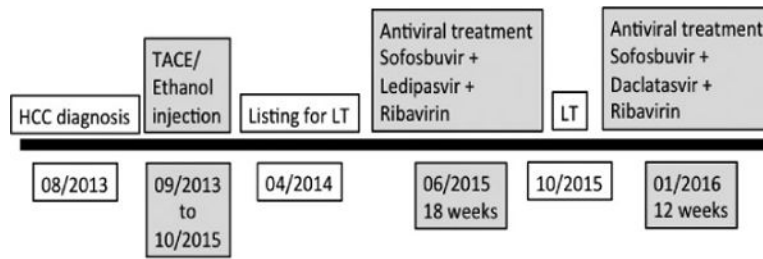 HCC diagnosis
TACE/
Ethanol
injection
Listing for LT
Antiviral treatment
Sofosbuvir +
Ledipasvir +
Ribavirin
LT
Antiviral treatment
Sofosbuvir +
Daclatasvir +
Ribavirin
08/2013
09/2013
to
10/2015
04/2014
06/2015
18 weeks
10/2015
01/2016
12 weeks